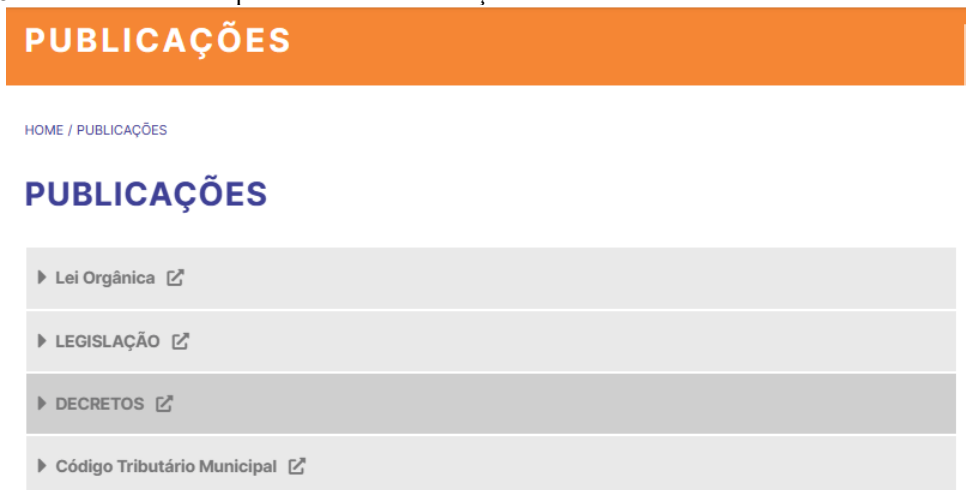 PUBLICAÇÕES
HOME / PUBLICAÇÕES
PUBLICAÇÕES
Lei Orgânica
LEGISLAÇÃO
DECRETOS
Código Tributário Municipal